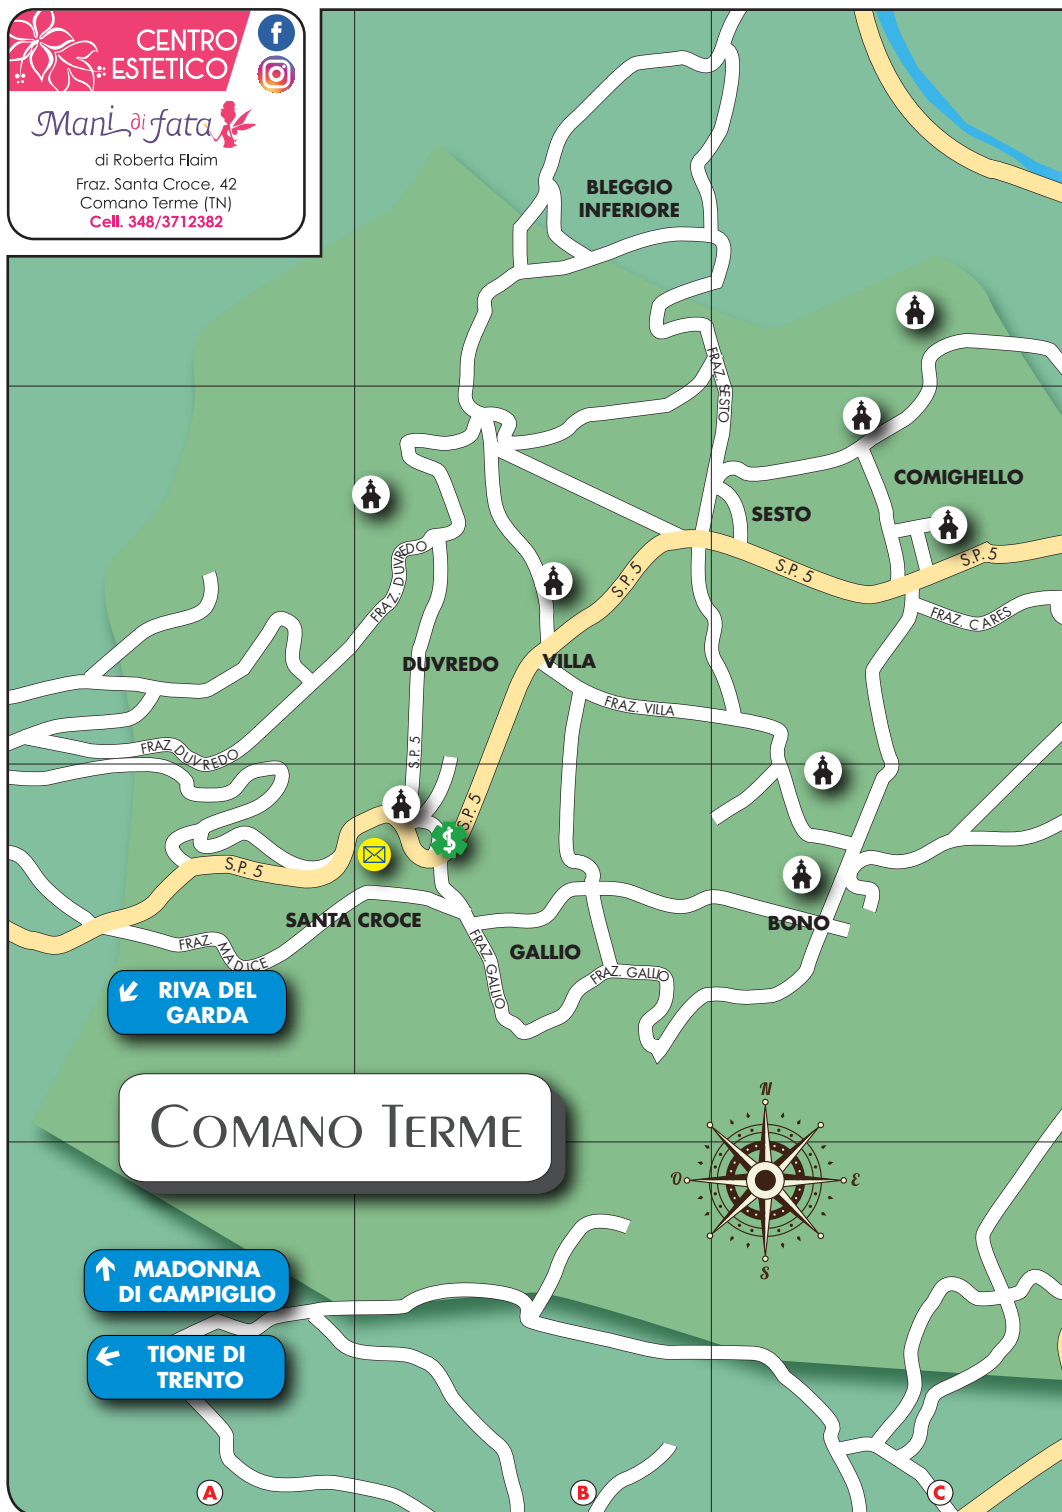 CENTRO
ESTETICO
Mani di fata
di Roberta Flaim
Fraz. Santa Croce, 42
Comano Terme (TN)
Cell. 348/3712382
BLEGGIO
INFERIORE
FRAZ. SESTO
COMIGHELLO
SESTO
S.P. 5
S.P. 5
S.P. 5
FRAZ. DUVREDO
FRAZ. CARES
DUVREDO
VILLA
FRAZ. VILLA
FRAZ.DUVREDO
S.P. 5
S.P. 5
S.P. 5
SANTA CROCE
BONO
FRAZ. MADICE
GALLIO
FRAZ. GALLIO
FRAZ. GALLIO
RIVA DEL
GARDA
COMANO TERME
N
O
E
S
MADONNA
DI CAMPIGLIO
TIONE DI
TRENTO
A
B
C